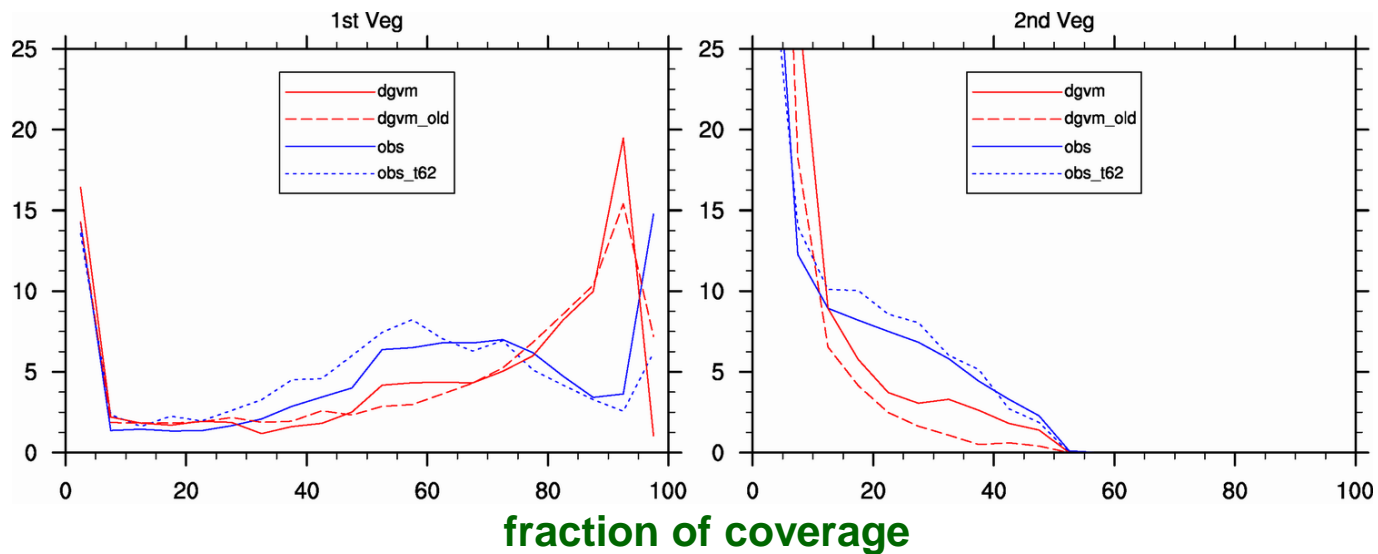 1st Veg
25
20
15
10
5
0
0 20 40 60 80 100
dgvm
dgvm_old
obs
obs_t62
2nd Veg
25
20
15
10
5
0
0 20 40 60 80 100
dgvm
dgvm_old
obs
obs_t62
fraction of coverage